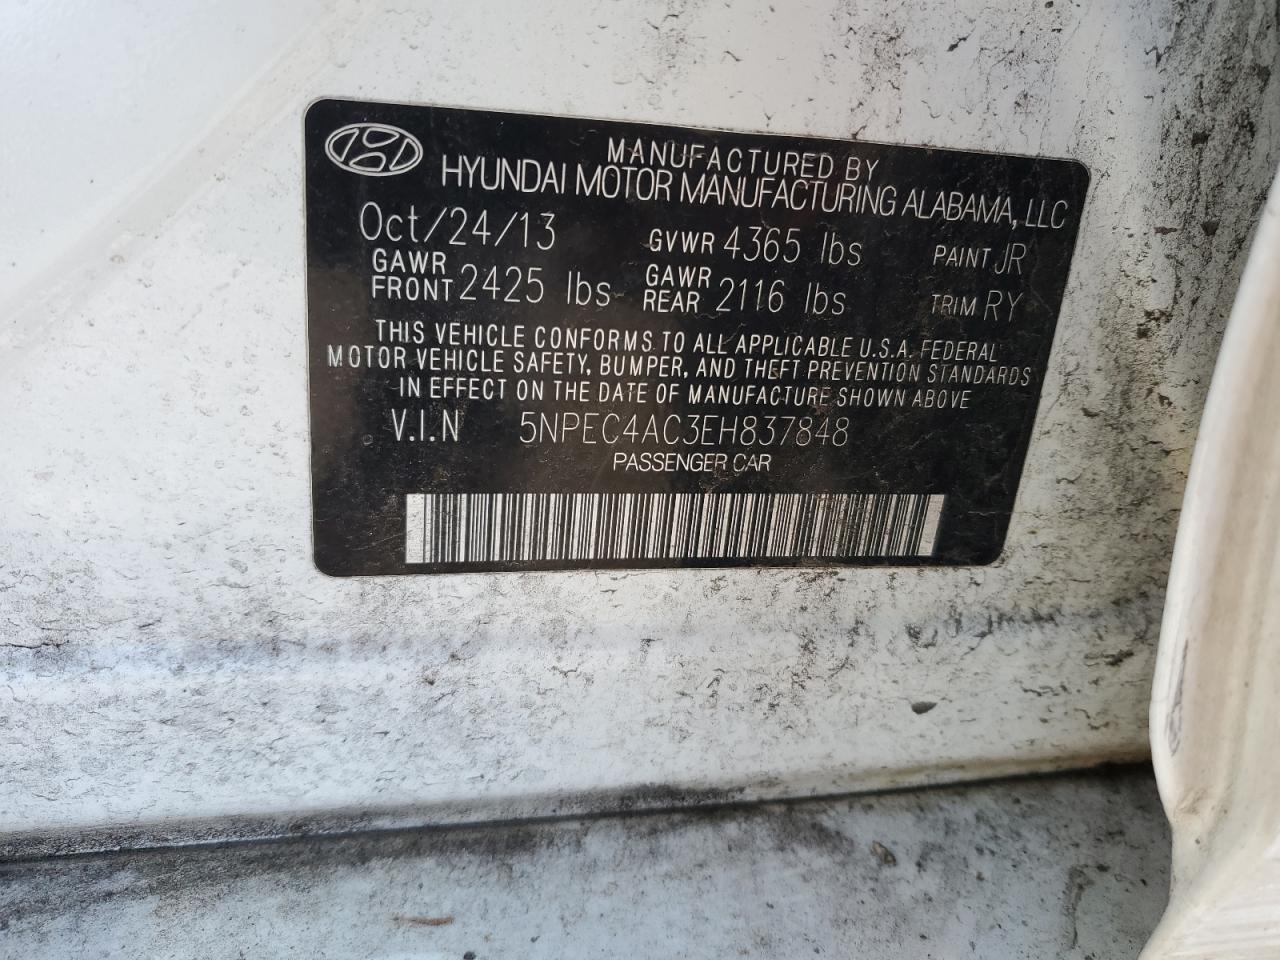 MANUFACTURED BY
HYUNDAI MOTOR MANUFACTURING ALABAMA, LLC
Oct/24/13 GVWR 4365 lbs PAINT JR
GAWR FRONT 2425 lbs GAWR REAR 2116 lbs TRIM RY
THIS VEHICLE CONFORMS TO ALL APPLICABLE U.S.A. FEDERAL
MOTOR VEHICLE SAFETY, BUMPER, AND THEFT PREVENTION STANDARDS
IN EFFECT ON THE DATE OF MANUFACTURE SHOWN ABOVE
V.I.N 5NPEC4AC3EH837848
PASSENGER CAR